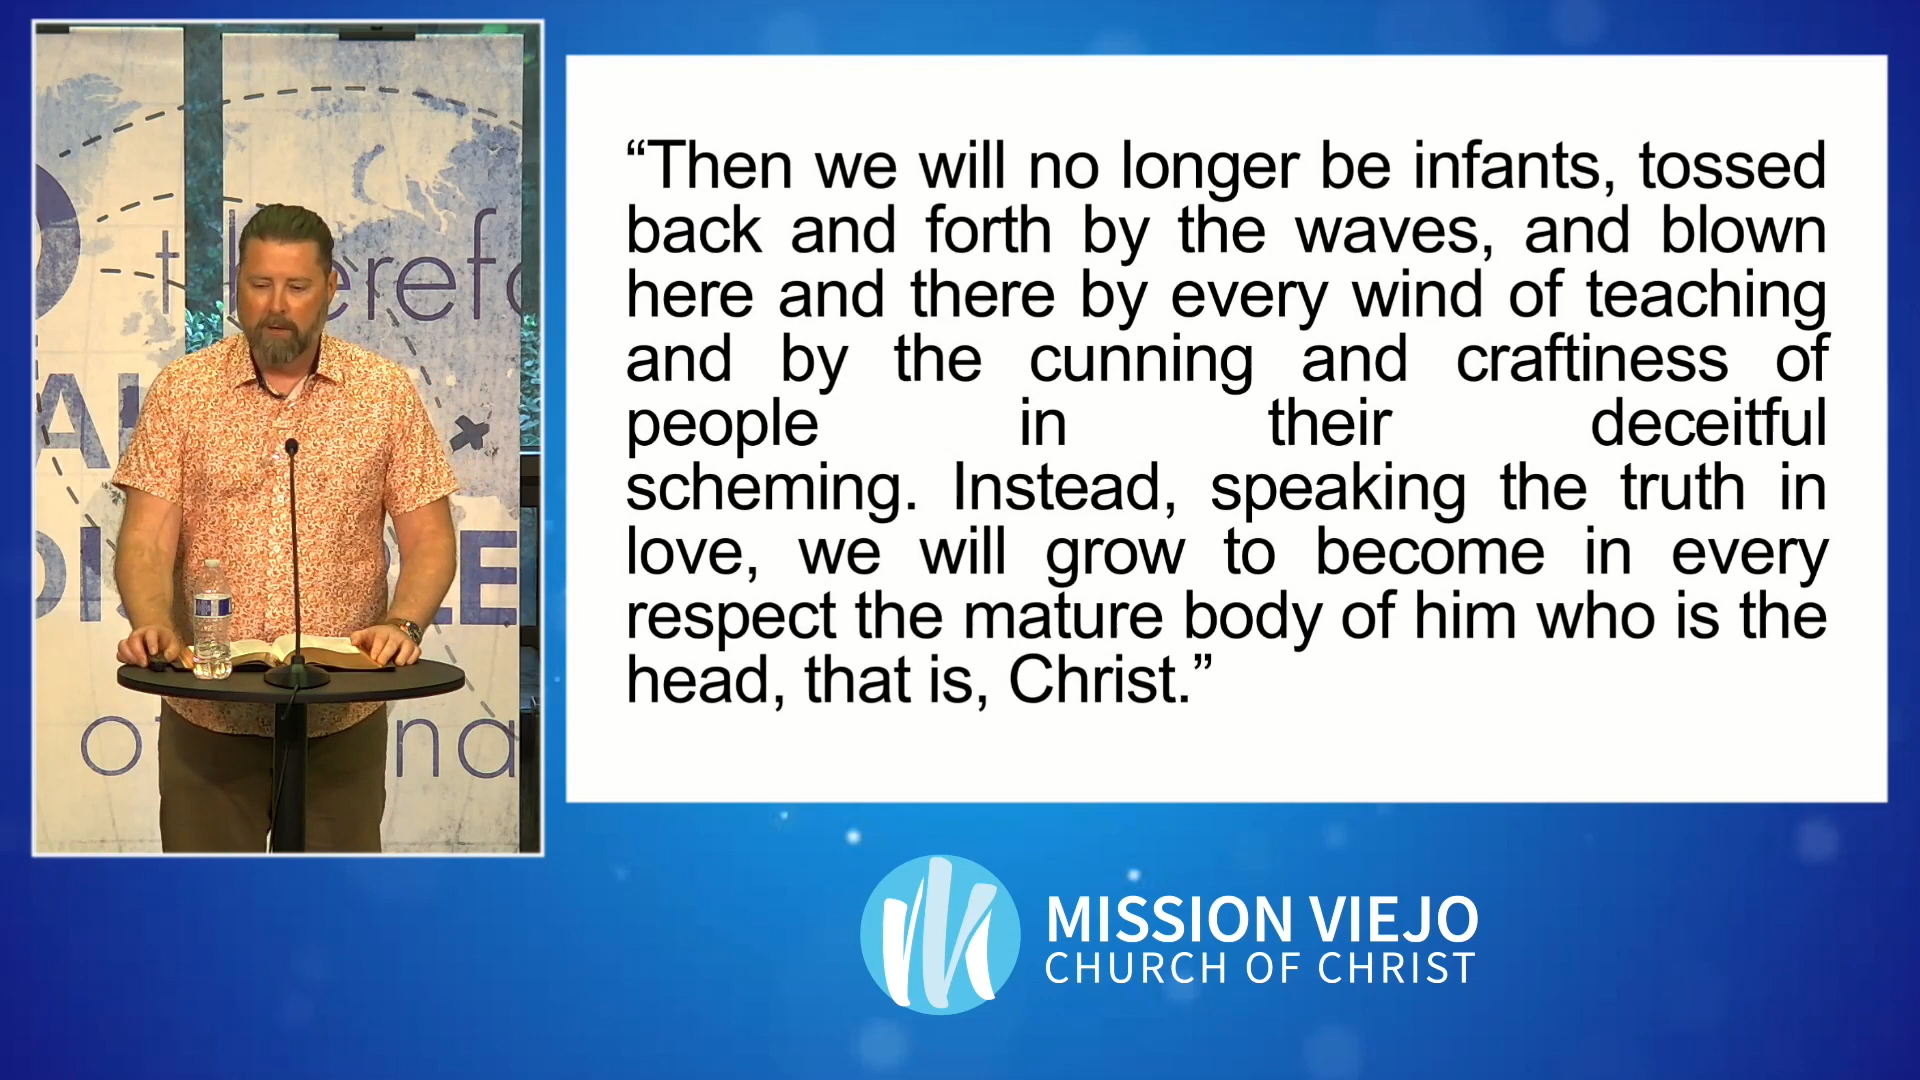 therefo
“Then we will no longer be infants, tossed
back and forth by the waves, and blown
here and there by every wind of teaching
and by the cunning and craftiness of
people in their deceitful
scheming. Instead, speaking the truth in
love, we will grow to become in every
respect the mature body of him who is the
head, that is, Christ.”
MISSION VIEJO
CHURCH OF CHRIST